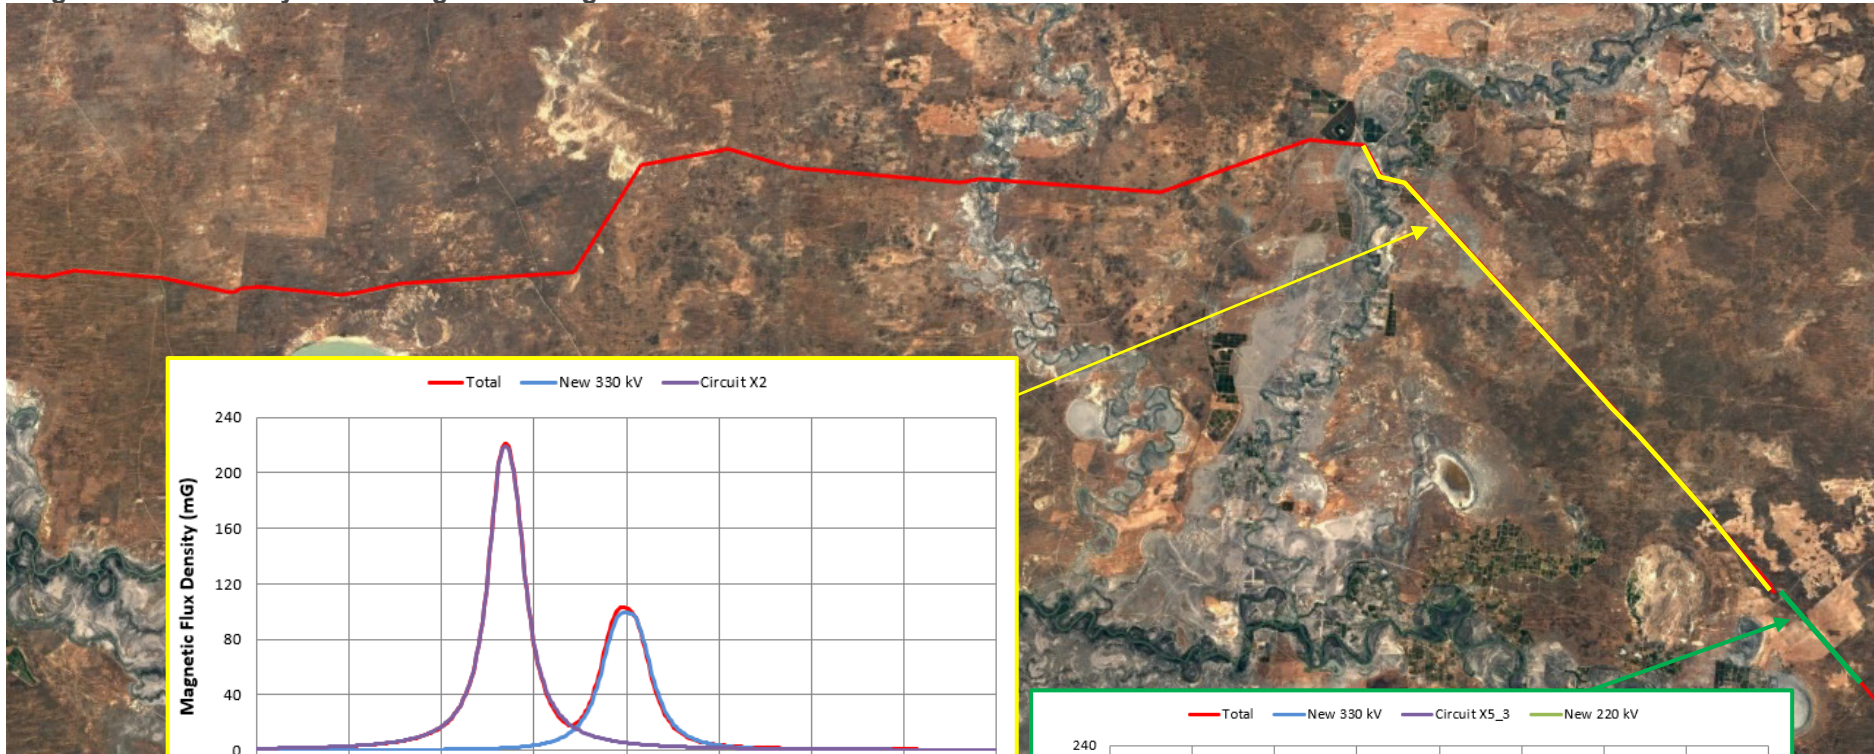 Total New 330 kV Circuit X2
240
200
160
120
80
40
0
Magnetic Flux Density (mG)
Total New 330 kV Circuit X5_3 New 220 kV
240